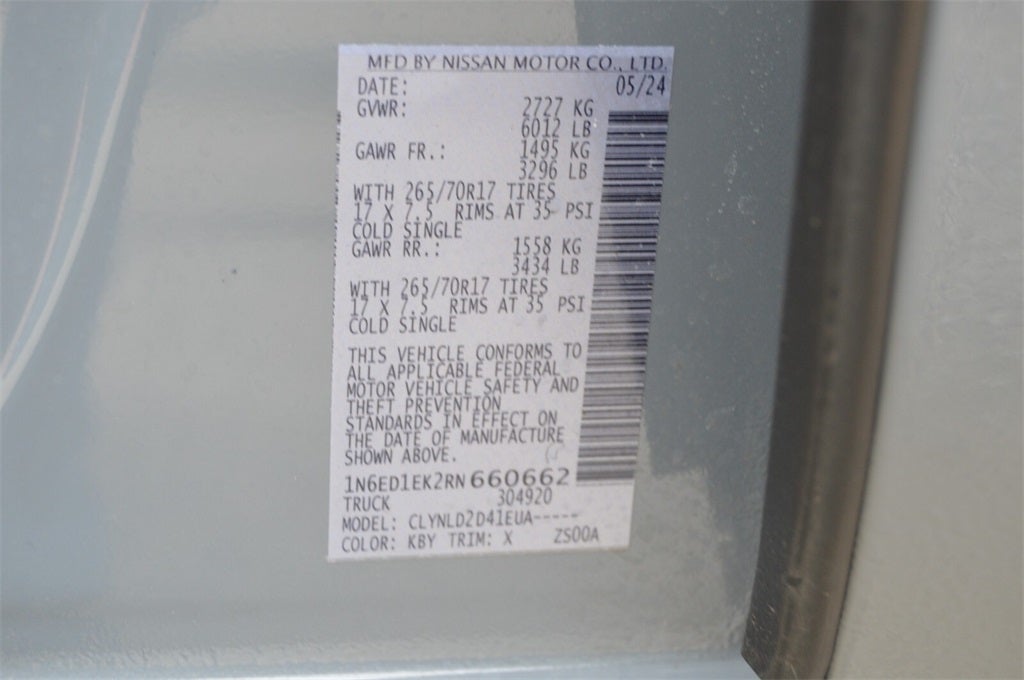 MFD BY NISSAN MOTOR CO., LTD.
DATE: 05/24
GVWR: 2727 KG
6012 LB
GAWR FR.: 1495 KG
3296 LB
WITH 265/70R17 TIRES
17 X 7.5 RIMS AT 35 PSI
COLD SINGLE
GAWR RR.: 1558 KG
3434 LB
WITH 265/70R17 TIRES
17 X 7.5 RIMS AT 35 PSI
COLD SINGLE
THIS VEHICLE CONFORMS TO
ALL APPLICABLE FEDERAL
MOTOR VEHICLE SAFETY AND
THEFT PREVENTION
STANDARDS IN EFFECT ON
THE DATE OF MANUFACTURE
SHOWN ABOVE.
1N6ED1EK2RN660662
TRUCK 304920
MODEL: CLYNLD2D41EUA-----
COLOR: KBY TRIM: X ZS00A